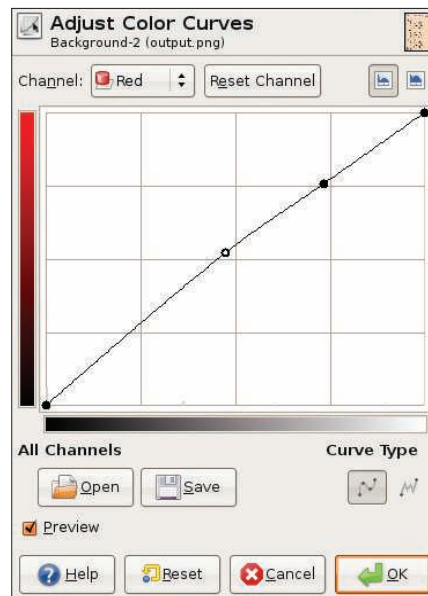 Adjust Color Curves
Background-2 (output.png)
Channel: Red Reset Channel
All Channels Curve Type
Open Save
Preview
Help Reset Cancel OK